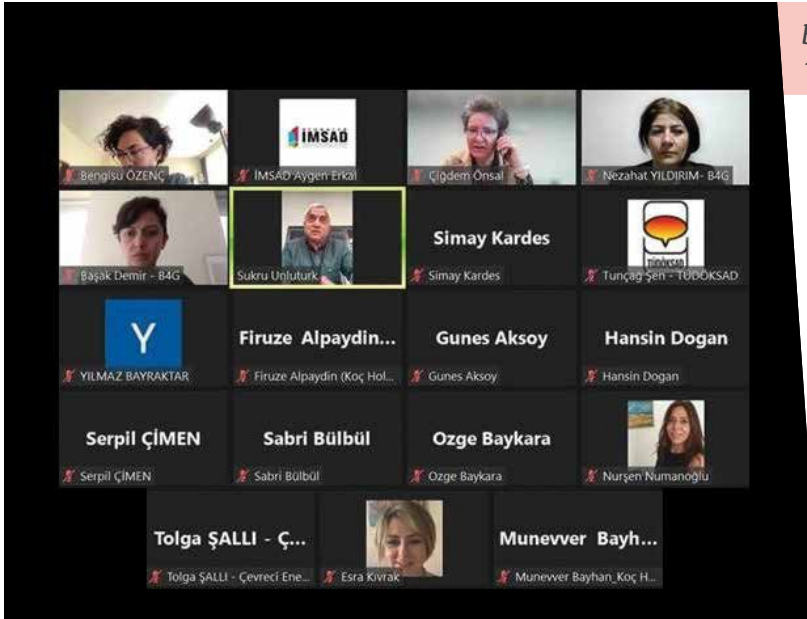 İMSAD
Bengisu ÖZENÇ
İMSAD Aygen Erkal
Çiğdem Önsal
Nezahat YILDIRIM- B4G
Simay Kardes
TÜDÖKSAD
Başak Demir - B4G
Sukru Unluturk
Simay Kardes
Tunçag Şen - TÜDÖKSAD
Y
Firuze Alpaydin...
Gunes Aksoy
Hansin Dogan
YILMAZ BAYRAKTAR
Firuze Alpaydin (Koç Hol...
Gunes Aksoy
Hansin Dogan
Serpil ÇİMEN
Sabri Bülbül
Ozge Baykara
Serpil ÇİMEN
Sabri Bülbül
Ozge Baykara
Nurşen Numanoğlu
Tolga ŞALLI - Ç...
Munevver Bayh...
Tolga ŞALLI - Çevreci Ene...
Esra Kıvrak
Munevver Bayhan_Koç H...